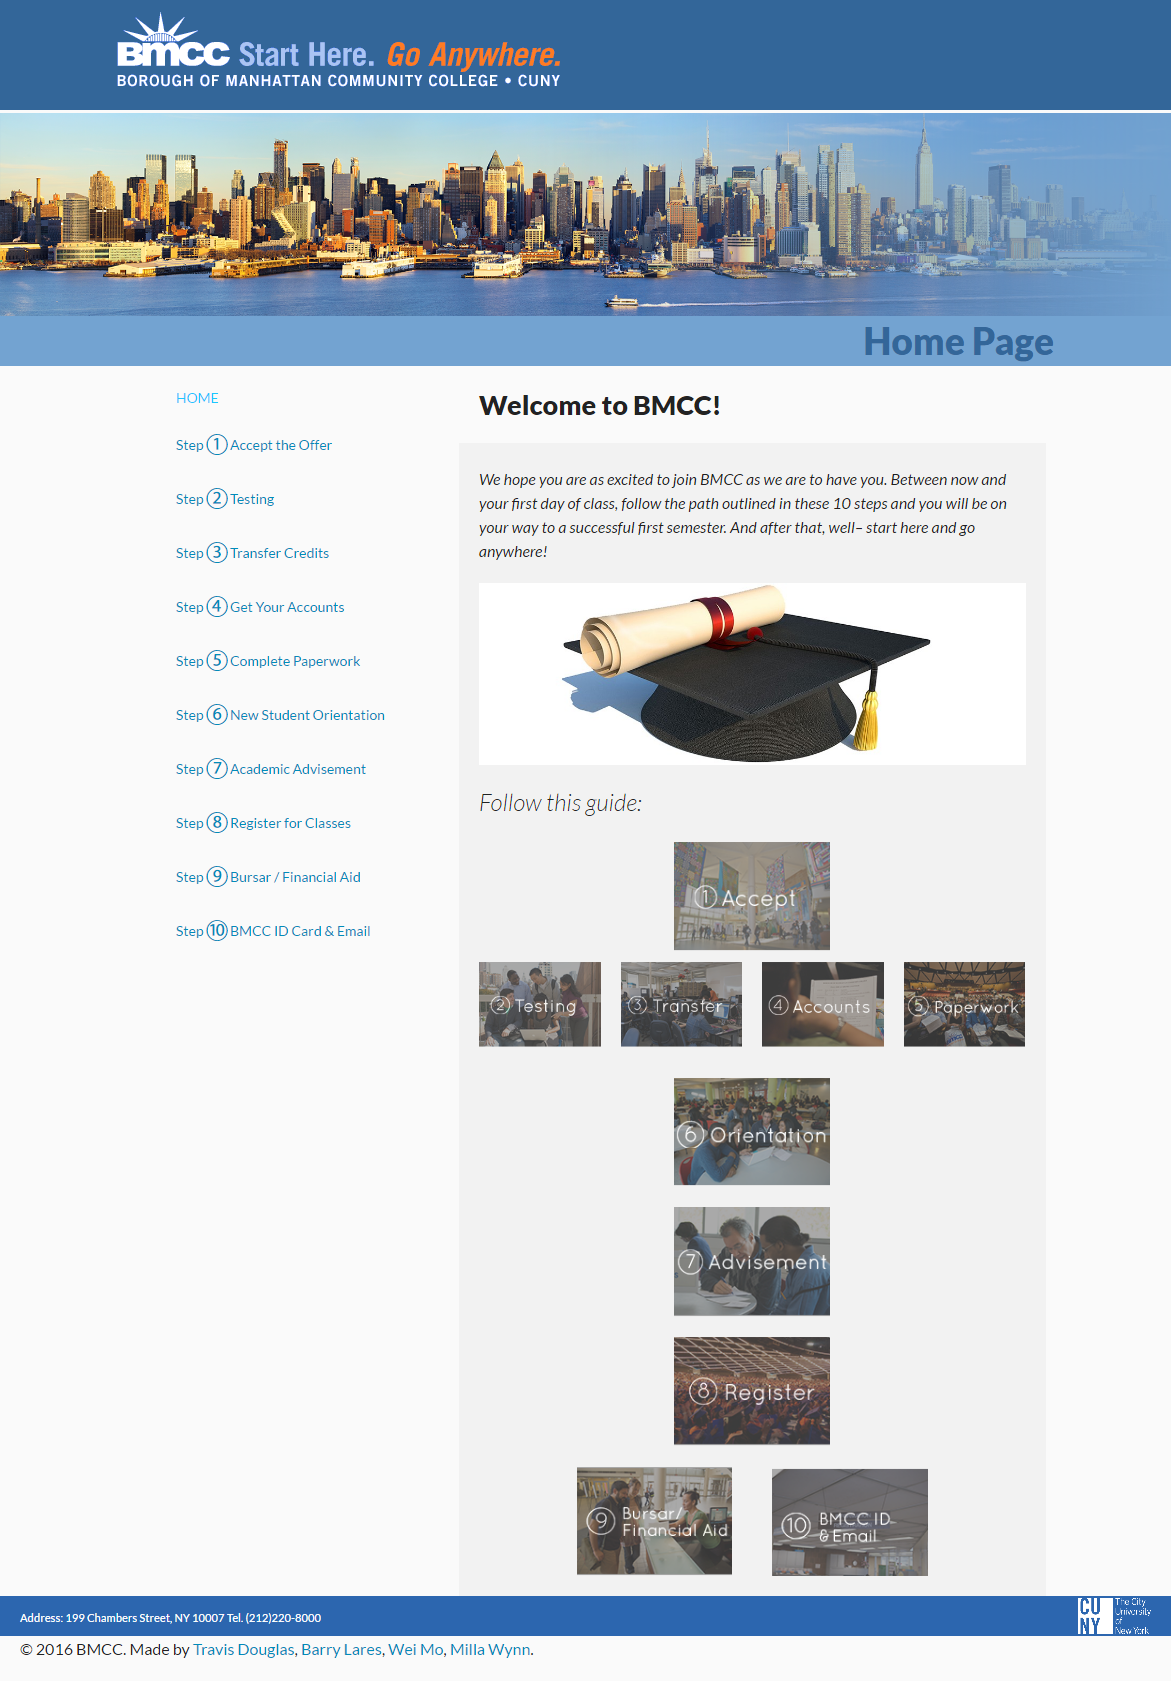 BMCC Start Here. Go Anywhere.
BOROUGH OF MANHATTAN COMMUNITY COLLEGE • CUNY
Home Page
HOME
Step ① Accept the Offer
Step ② Testing
Step ③ Transfer Credits
Step ④ Get Your Accounts
Step ⑤ Complete Paperwork
Step ⑥ New Student Orientation
Step ⑦ Academic Advisement
Step ⑧ Register for Classes
Step ⑨ Bursar / Financial Aid
Step ⑩ BMCC ID Card & Email
Welcome to BMCC!
We hope you are as excited to join BMCC as we are to have you. Between now and
your first day of class, follow the path outlined in these 10 steps and you will be on
your way to a successful first semester. And after that, well– start here and go
anywhere!
Follow this guide:
① Accept
② Testing
③ Transfer
④ Accounts
⑤ Paperwork
⑥ Orientation
⑦ Advisement
⑧ Register
⑨ Bursar/
Financial Aid
⑩ BMCC ID
& Email
Address: 199 Chambers Street, NY 10007 Tel. (212)220-8000
CU
NY
The City
University
of
New York
© 2016 BMCC. Made by Travis Douglas, Barry Lares, Wei Mo, Milla Wynn.